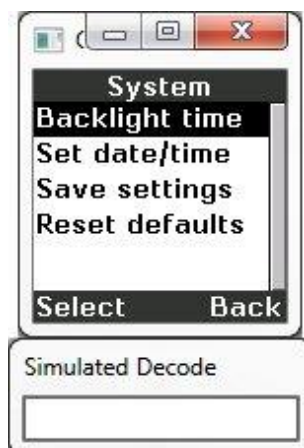 System
Backlight time
Set date/time
Save settings
Reset defaults
Select Back
Simulated Decode